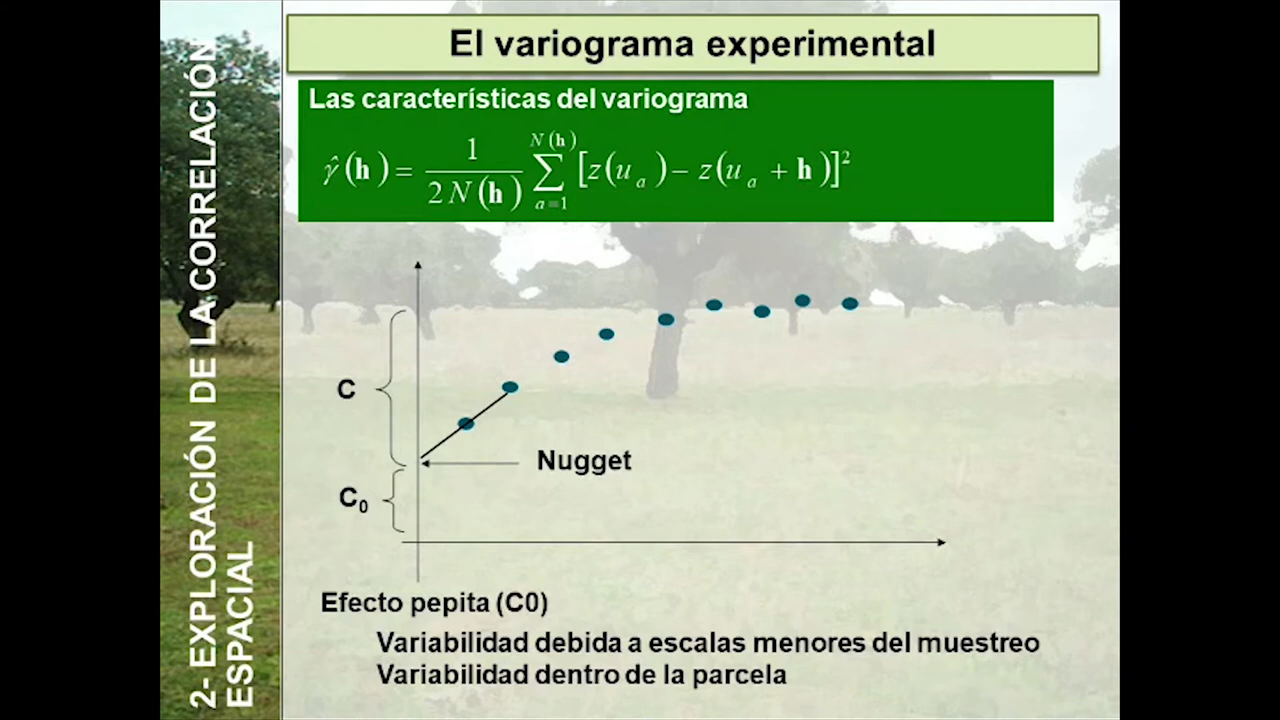 El variograma experimental
Las características del variograma
γ̂(h) = 1 / 2N(h) ∑_{a=1}^{N(h)} [z(u_a) − z(u_a + h)]²
C
Nugget
C₀
Efecto pepita (C0)
Variabilidad debida a escalas menores del muestreo
Variabilidad dentro de la parcela
2- EXPLORACIÓN DE LA CORRELACIÓN
ESPACIAL